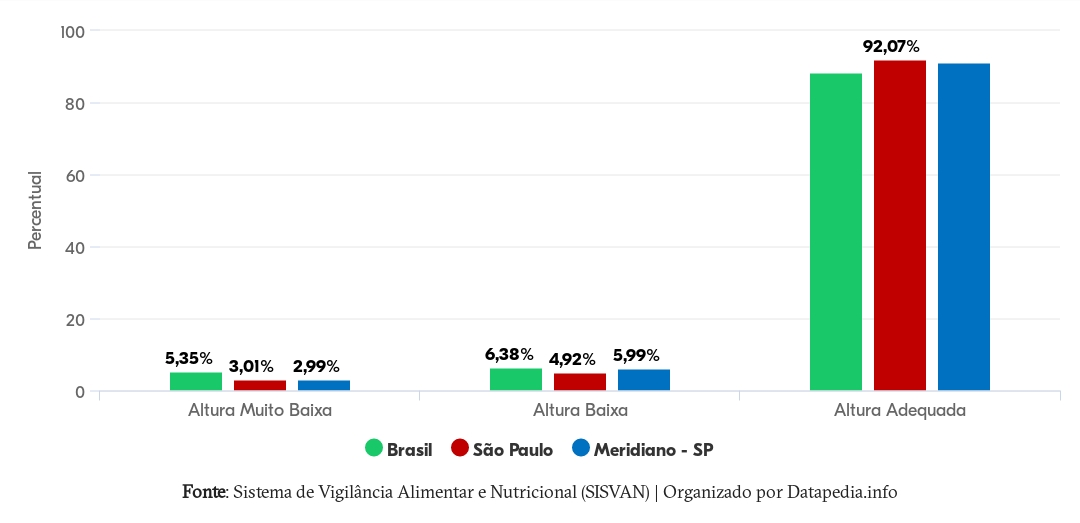 100
92,07%
80
60
Percentual
40
20
5,35% 3,01% 2,99% 6,38% 4,92% 5,99%
0
Altura Muito Baixa Altura Baixa Altura Adequada
Brasil São Paulo Meridiano - SP
Fonte: Sistema de Vigilância Alimentar e Nutricional (SISVAN) | Organizado por Datapedia.info